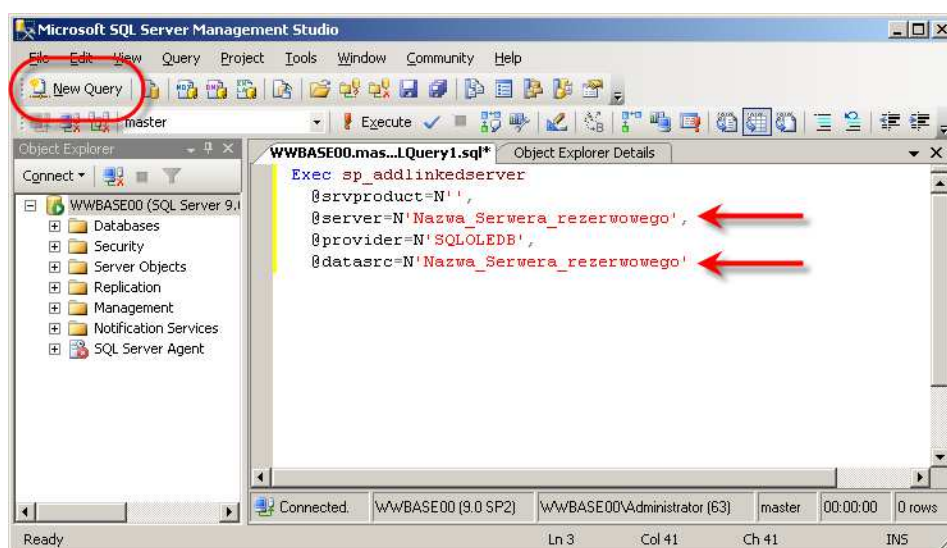 Microsoft SQL Server Management Studio
File Edit View Query Project Tools Window Community Help
New Query
master Execute
Object Explorer
WWBASE00.mas...LQuery1.sql* Object Explorer Details
Connect
WWBASE00 (SQL Server 9.0
Databases
Security
Server Objects
Replication
Management
Notification Services
SQL Server Agent
Exec sp_addlinkedserver
@srvproduct=N'',
@server=N'Nazwa_Serwera_rezerwowego',
@provider=N'SQLOLEDB',
@datasrc=N'Nazwa_Serwera_rezerwowego'
Connected. WWBASE00 (9.0 SP2) WWBASE00\Administrator (63) master 00:00:00 0 rows
Ready Ln 3 Col 41 Ch 41 INS